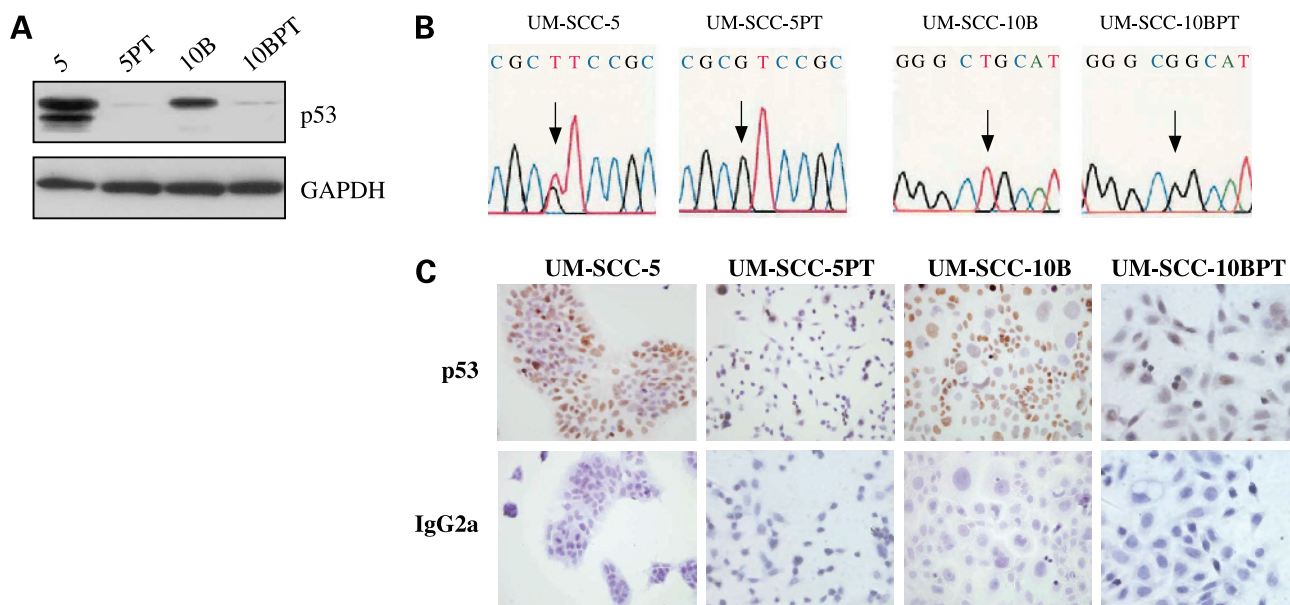 A
5 5PT 10B 10BPT
p53
GAPDH
B
UM-SCC-5 UM-SCC-5PT UM-SCC-10B UM-SCC-10BPT
C G C T T C C G C C G C G T C C G C G G G C T G C A T G G G C G G C A T
C
UM-SCC-5 UM-SCC-5PT UM-SCC-10B UM-SCC-10BPT
p53
IgG2a